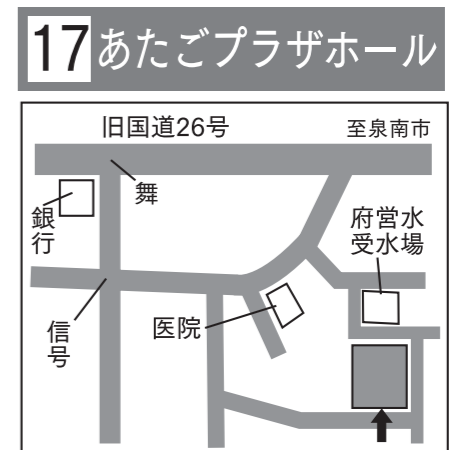 17あたごプラザホール
旧国道26号
至泉南市
舞
銀行
府営水
受水場
信号
医院